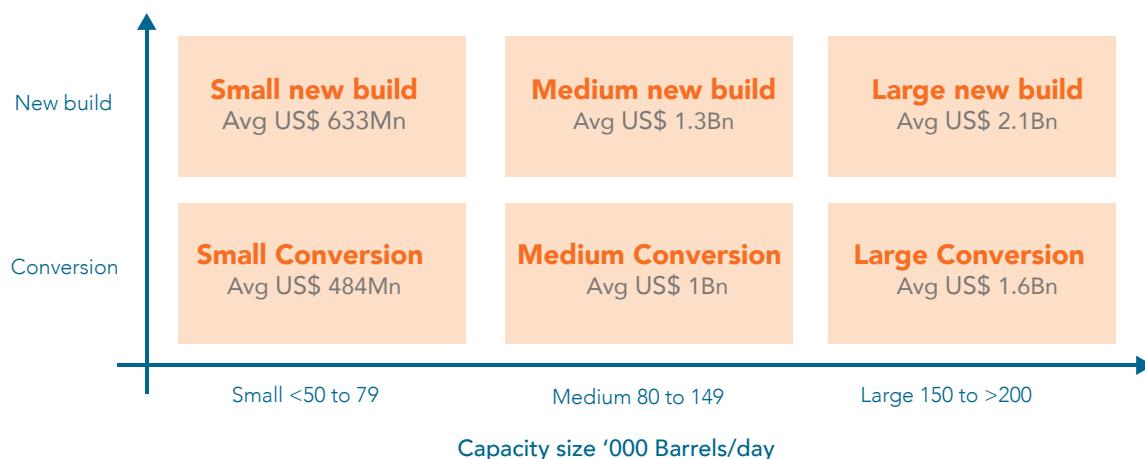 New build
Small new build
Avg US$ 633Mn
Medium new build
Avg US$ 1.3Bn
Large new build
Avg US$ 2.1Bn
Conversion
Small Conversion
Avg US$ 484Mn
Medium Conversion
Avg US$ 1Bn
Large Conversion
Avg US$ 1.6Bn
Small <50 to 79
Medium 80 to 149
Large 150 to >200
Capacity size ‘000 Barrels/day